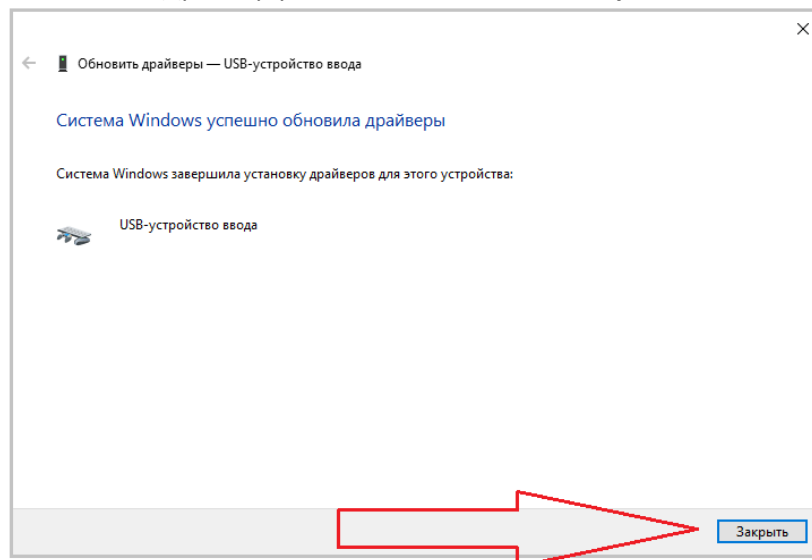 Обновить драйверы — USB-устройство ввода
Система Windows успешно обновила драйверы
Система Windows завершила установку драйверов для этого устройства:
USB-устройство ввода
Закрыть